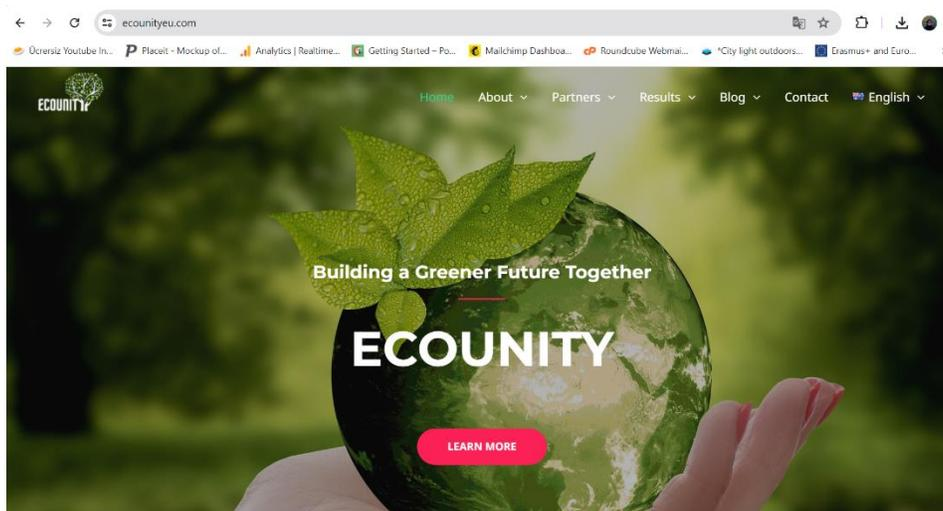 ecounityeu.com
Ücrersiz Youtube In... Placeit - Mockup of... Analytics | Realtime... Getting Started – Po... Mailchimp Dashboa... Roundcube Webmai... *City light outdoors... Erasmus+ and Euro...
ECOUNITY Home About Partners Results Blog Contact English
Building a Greener Future Together
ECOUNITY
LEARN MORE